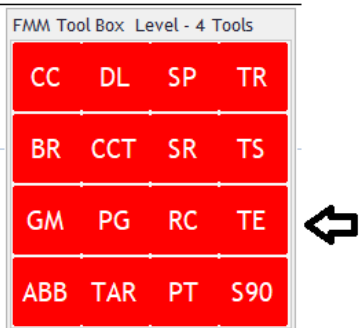 FMM Tool Box Level - 4 Tools
CC DL SP TR
BR CCT SR TS
GM PG RC TE
ABB TAR PT S90